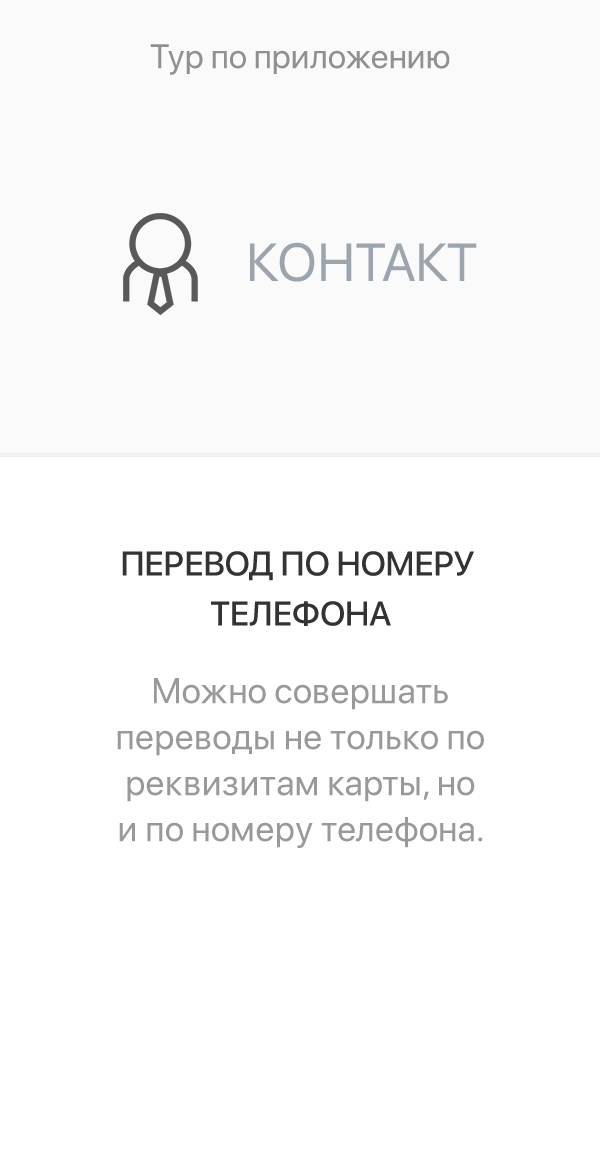 Тур по приложению
КОНТАКТ
ПЕРЕВОД ПО НОМЕРУ
ТЕЛЕФОНА
Можно совершать
переводы не только по
реквизитам карты, но
и по номеру телефона.